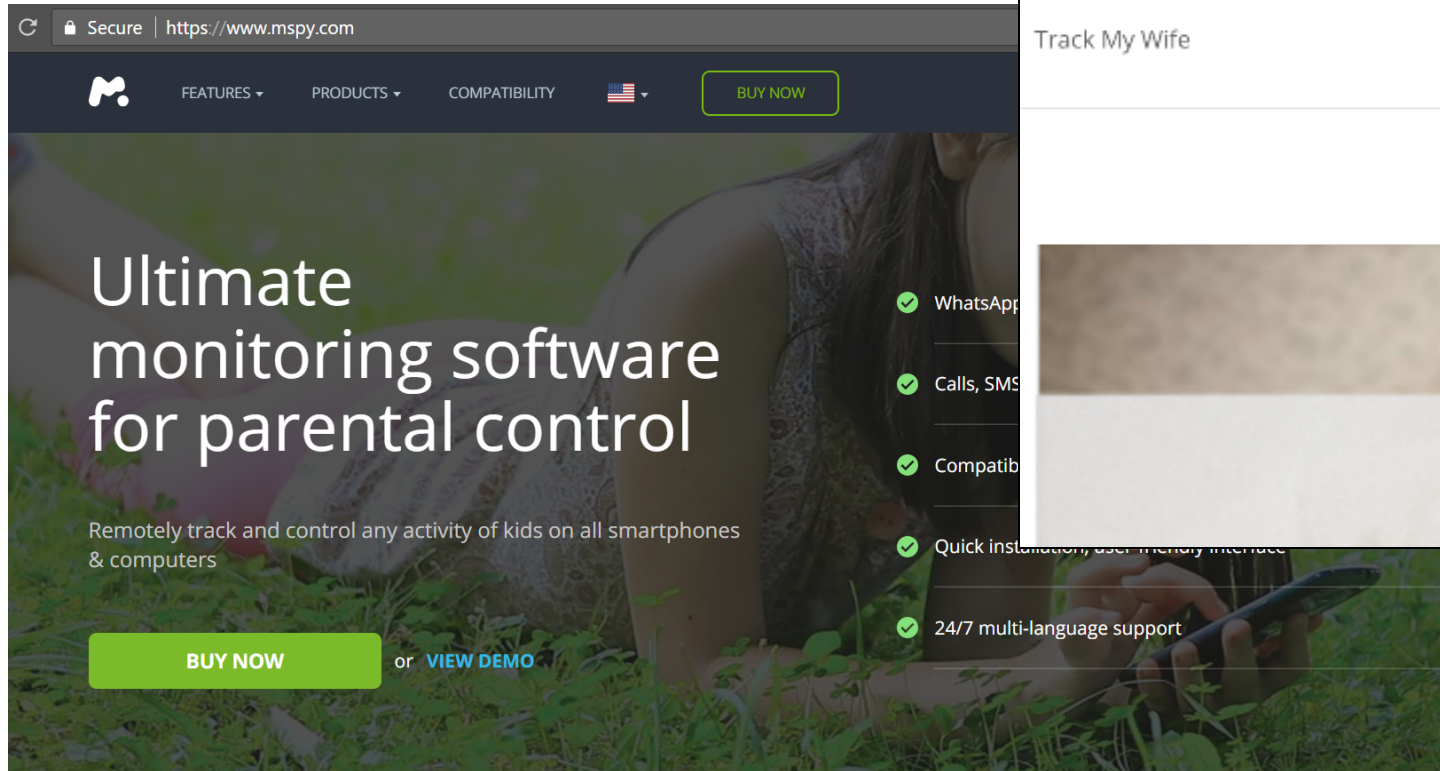 Secure https://www.mspy.com
FEATURES PRODUCTS COMPATIBILITY BUY NOW
Track My Wife
Ultimate
monitoring software
for parental control
Remotely track and control any activity of kids on all smartphones
& computers
BUY NOW or VIEW DEMO
WhatsApp
Calls, SMS
Quick installation, user-friendly interface
24/7 multi-language support